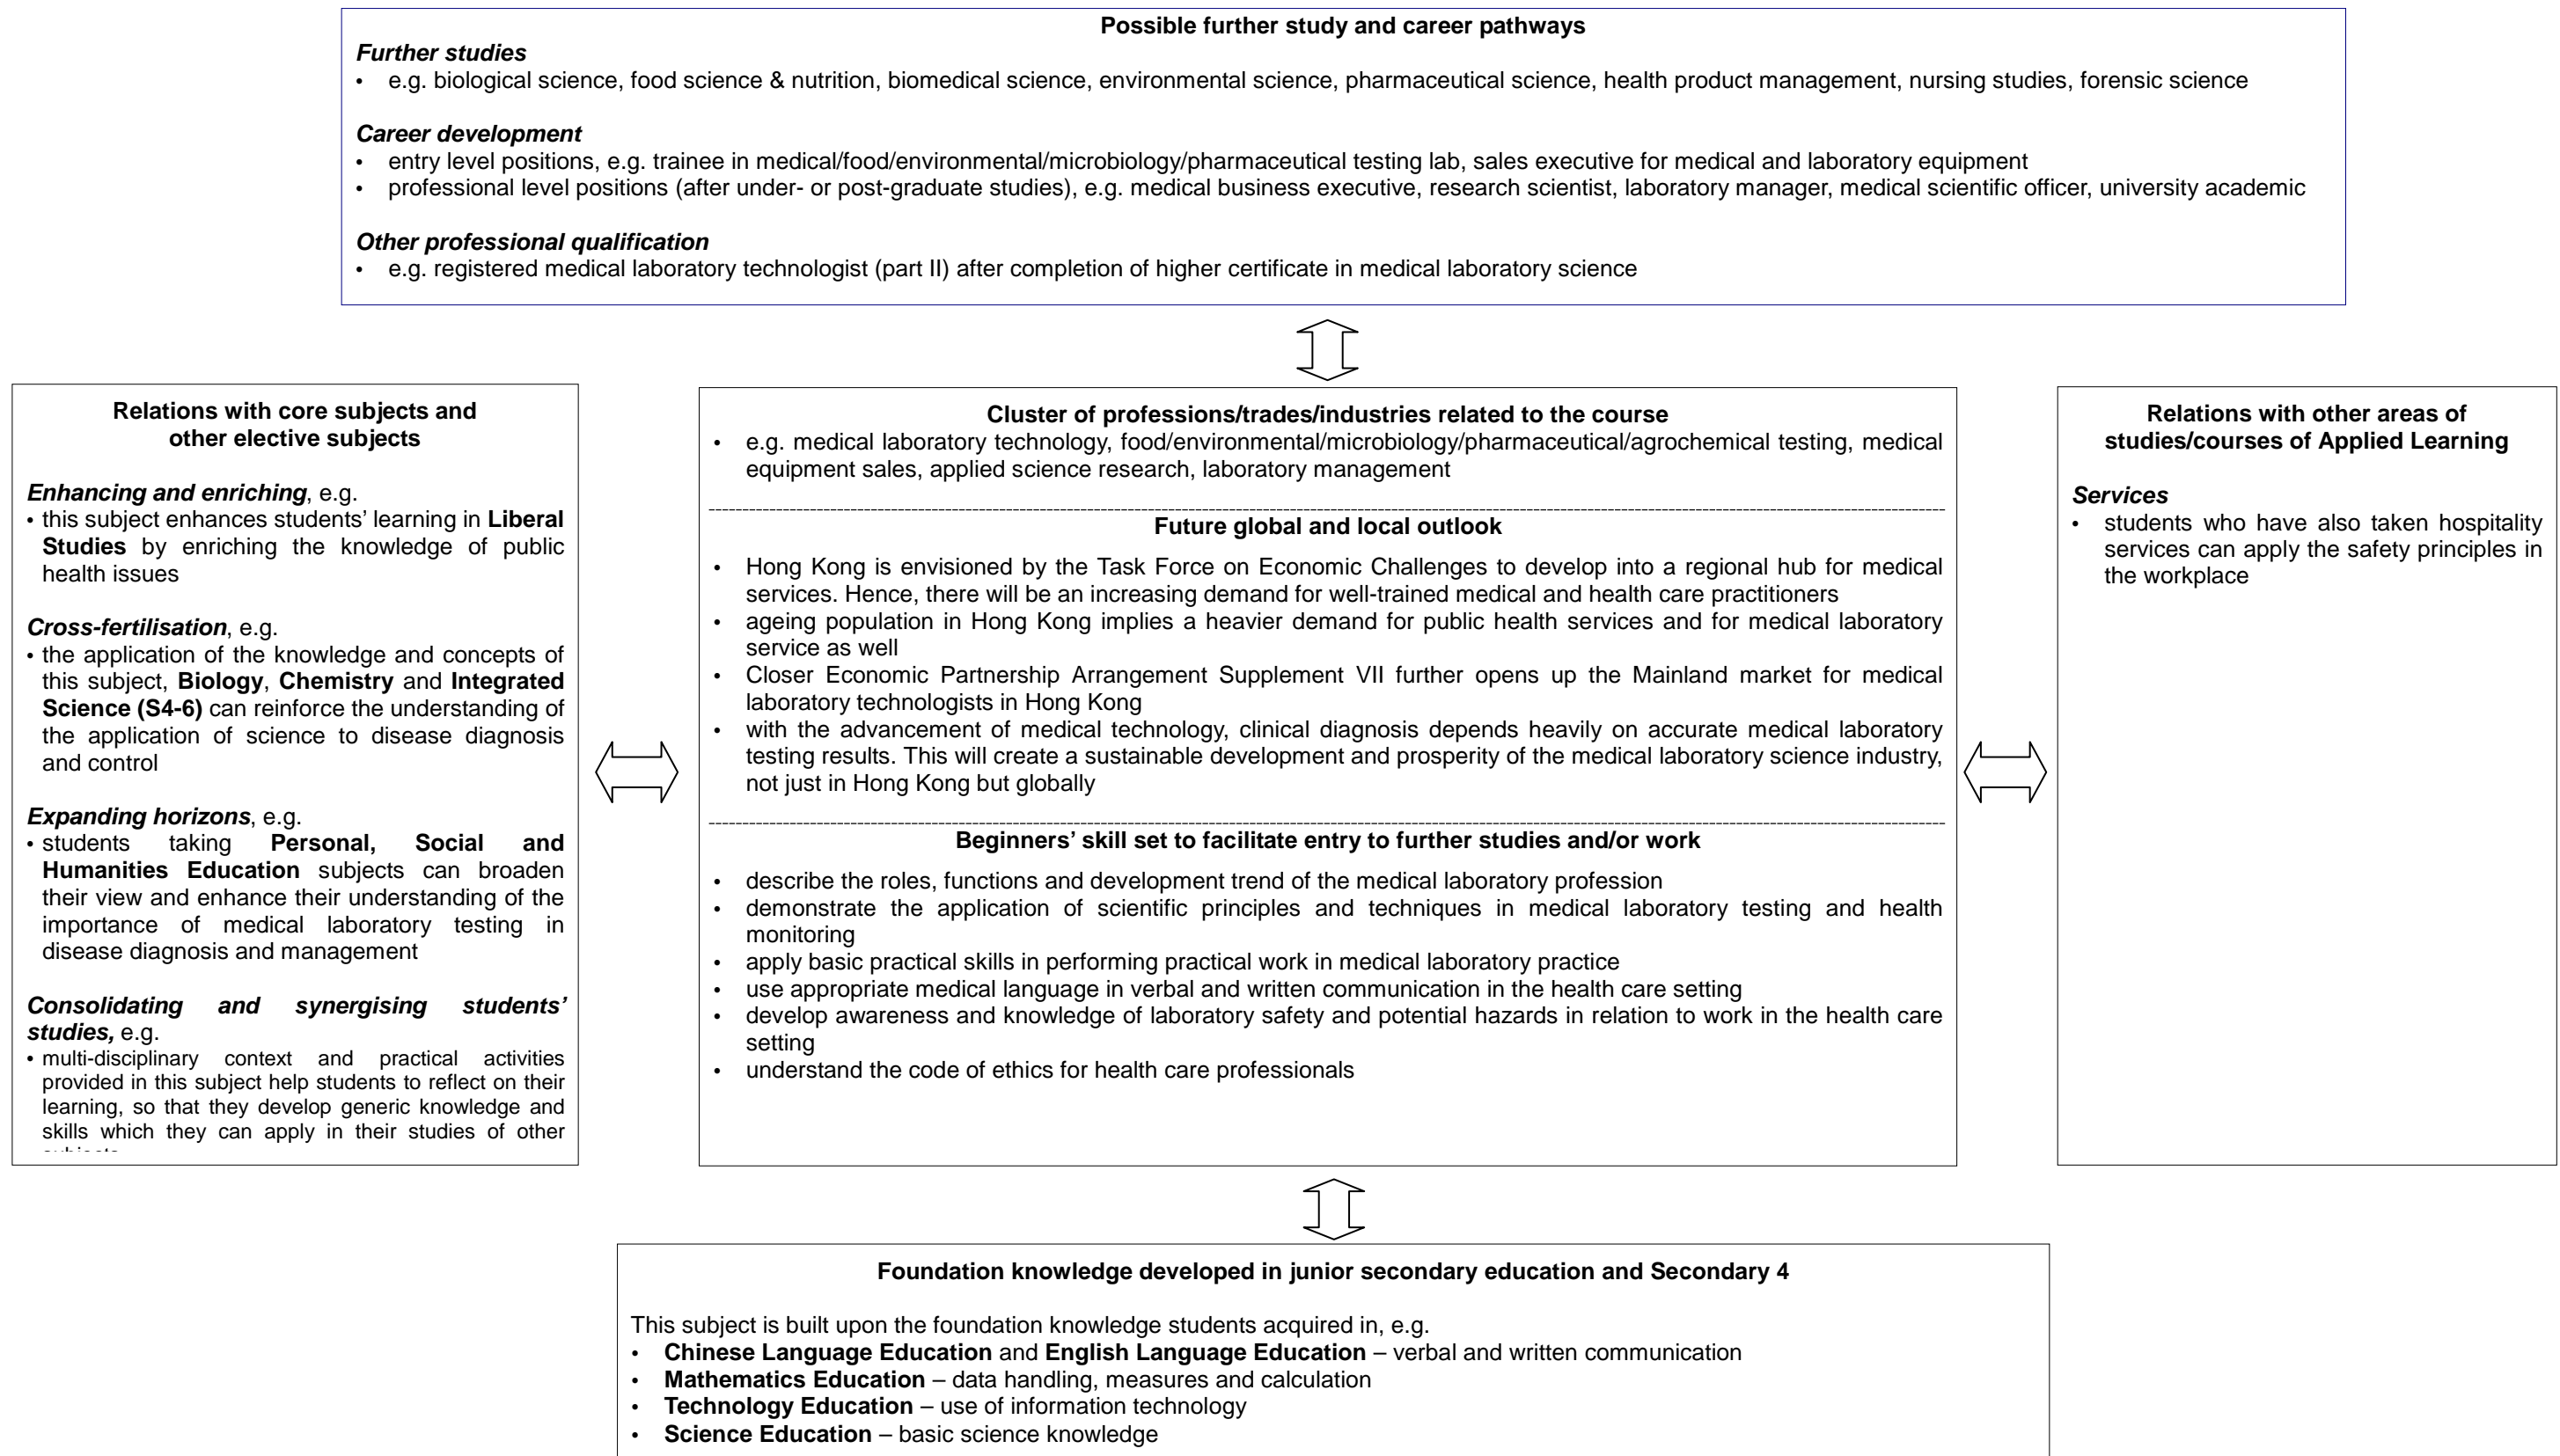 Possible further study and career pathways
Further studies
• e.g. biological science, food science & nutrition, biomedical science, environmental science, pharmaceutical science, health product management, nursing studies, forensic science
Career development
• entry level positions, e.g. trainee in medical/food/environmental/microbiology/pharmaceutical testing lab, sales executive for medical and laboratory equipment
• professional level positions (after under- or post-graduate studies), e.g. medical business executive, research scientist, laboratory manager, medical scientific officer, university academic
Other professional qualification
• e.g. registered medical laboratory technologist (part II) after completion of higher certificate in medical laboratory science
Relations with core subjects and
other elective subjects
Enhancing and enriching, e.g.
• this subject enhances students’ learning in Liberal
Studies by enriching the knowledge of public
health issues
Cross-fertilisation, e.g.
• the application of the knowledge and concepts of
this subject, Biology, Chemistry and Integrated
Science (S4-6) can reinforce the understanding of
the application of science to disease diagnosis
and control
Expanding horizons, e.g.
• students taking Personal, Social and
Humanities Education subjects can broaden
their view and enhance their understanding of the
importance of medical laboratory testing in
disease diagnosis and management
Consolidating and synergising students’
studies, e.g.
• multi-disciplinary context and practical activities
provided in this subject help students to reflect on their
learning, so that they develop generic knowledge and
skills which they can apply in their studies of other
Cluster of professions/trades/industries related to the course
• e.g. medical laboratory technology, food/environmental/microbiology/pharmaceutical/agrochemical testing, medical
equipment sales, applied science research, laboratory management
Future global and local outlook
• Hong Kong is envisioned by the Task Force on Economic Challenges to develop into a regional hub for medical
services. Hence, there will be an increasing demand for well-trained medical and health care practitioners
• ageing population in Hong Kong implies a heavier demand for public health services and for medical laboratory
service as well
• Closer Economic Partnership Arrangement Supplement VII further opens up the Mainland market for medical
laboratory technologists in Hong Kong
• with the advancement of medical technology, clinical diagnosis depends heavily on accurate medical laboratory
testing results. This will create a sustainable development and prosperity of the medical laboratory science industry,
not just in Hong Kong but globally
Beginners’ skill set to facilitate entry to further studies and/or work
• describe the roles, functions and development trend of the medical laboratory profession
• demonstrate the application of scientific principles and techniques in medical laboratory testing and health
monitoring
• apply basic practical skills in performing practical work in medical laboratory practice
• use appropriate medical language in verbal and written communication in the health care setting
• develop awareness and knowledge of laboratory safety and potential hazards in relation to work in the health care
setting
• understand the code of ethics for health care professionals
Relations with other areas of
studies/courses of Applied Learning
Services
• students who have also taken hospitality
services can apply the safety principles in
the workplace
Foundation knowledge developed in junior secondary education and Secondary 4
This subject is built upon the foundation knowledge students acquired in, e.g.
• Chinese Language Education and English Language Education – verbal and written communication
• Mathematics Education – data handling, measures and calculation
• Technology Education – use of information technology
• Science Education – basic science knowledge